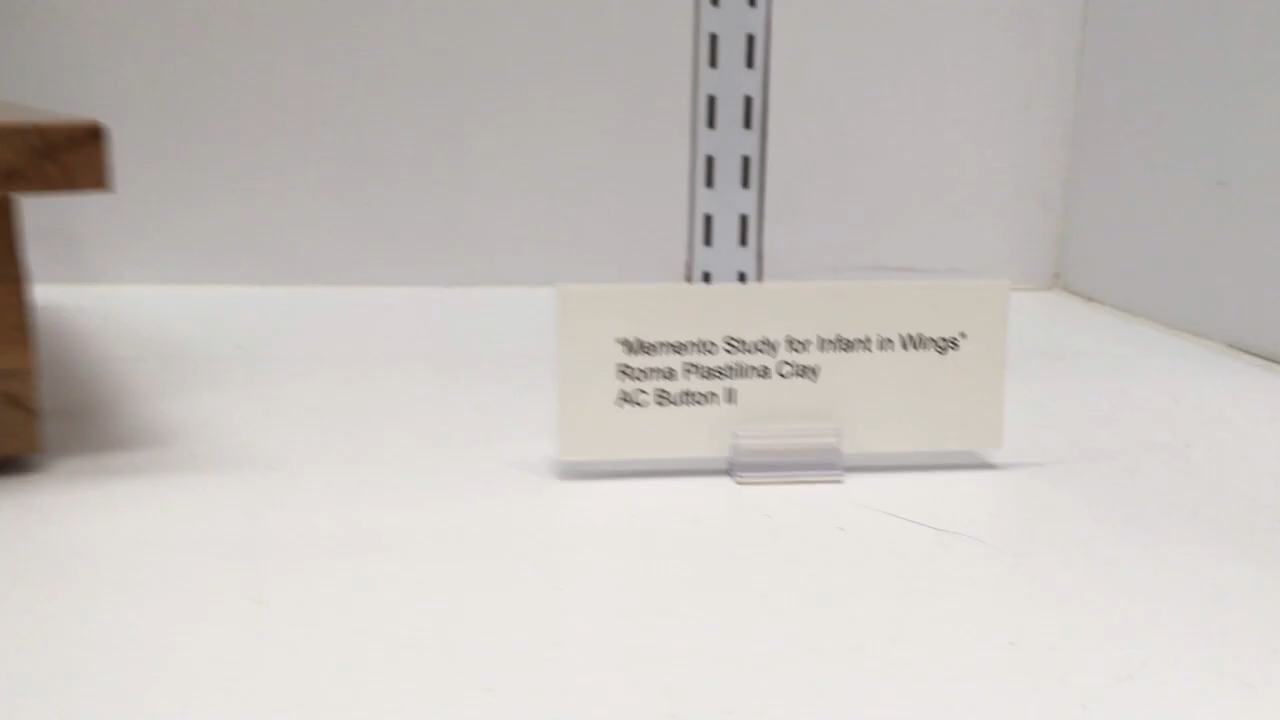 "Memento Study for Infant in Wings"
Roma Plastilina Clay
AC Button II